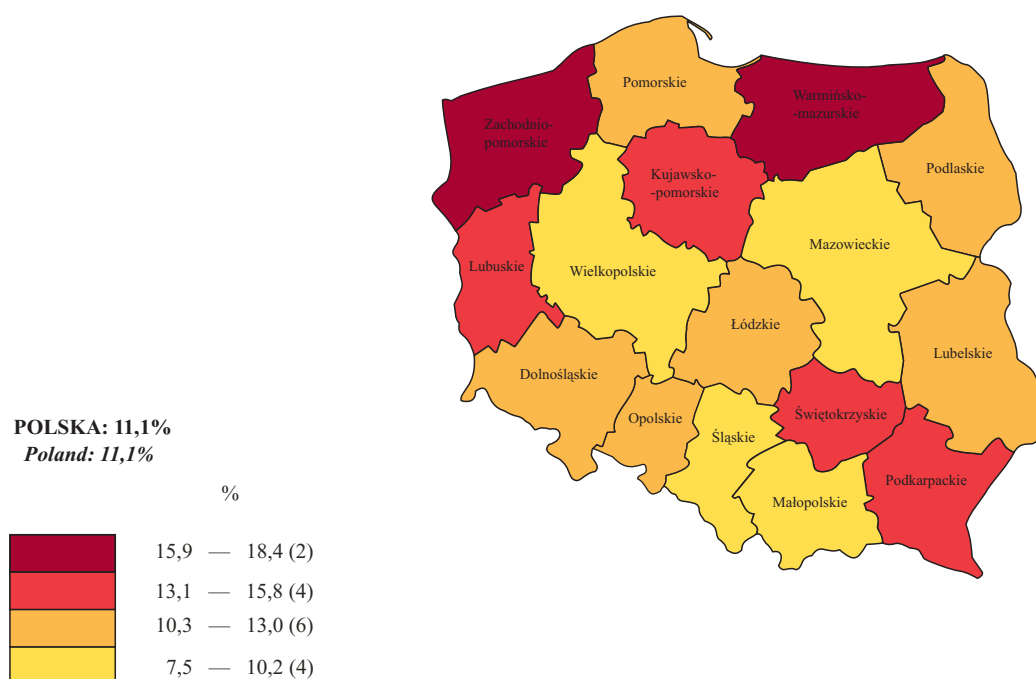 Pomorskie
Warmińsko-
-mazurskie
Zachodnio-
pomorskie
Podlaskie
Kujawsko-
-pomorskie
Mazowieckie
Lubuskie
Wielkopolskie
Łódzkie
Lubelskie
Dolnośląskie
Opolskie
Śląskie
Świętokrzyskie
Małopolskie
Podkarpackie
POLSKA: 11,1%
Poland: 11,1%
%
15,9 — 18,4 (2)
13,1 — 15,8 (4)
10,3 — 13,0 (6)
7,5 — 10,2 (4)